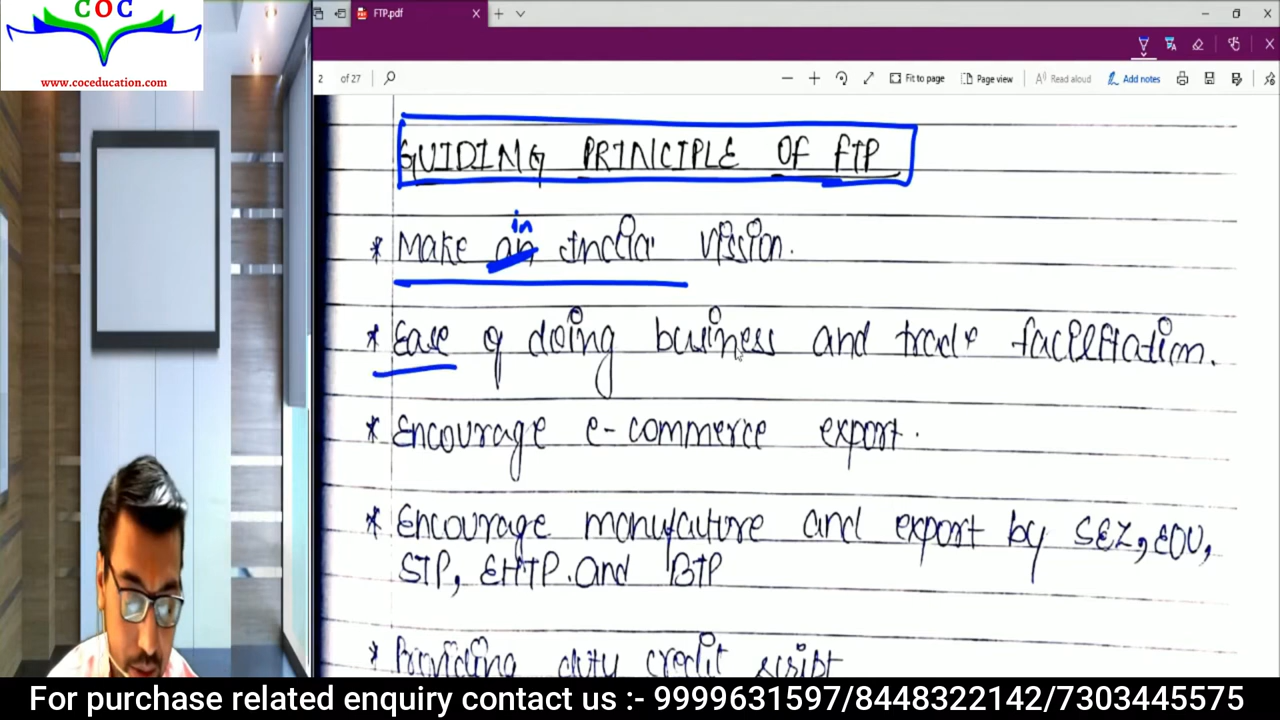 COC
www.coceducation.com
FTP.pdf
2 of 27
Fit to page
Page view
Read aloud
Add notes
GUIDING PRINCIPLE OF FTP
in
* Make an India vission.
* Ease of doing business and trade facilitation.
* Encourage e-commerce export.
* Encourage manufacture and export by SEZ, EOU,
STP, EHTP. and BTP
* Providing duty credit script
For purchase related enquiry contact us :- 9999631597/8448322142/7303445575